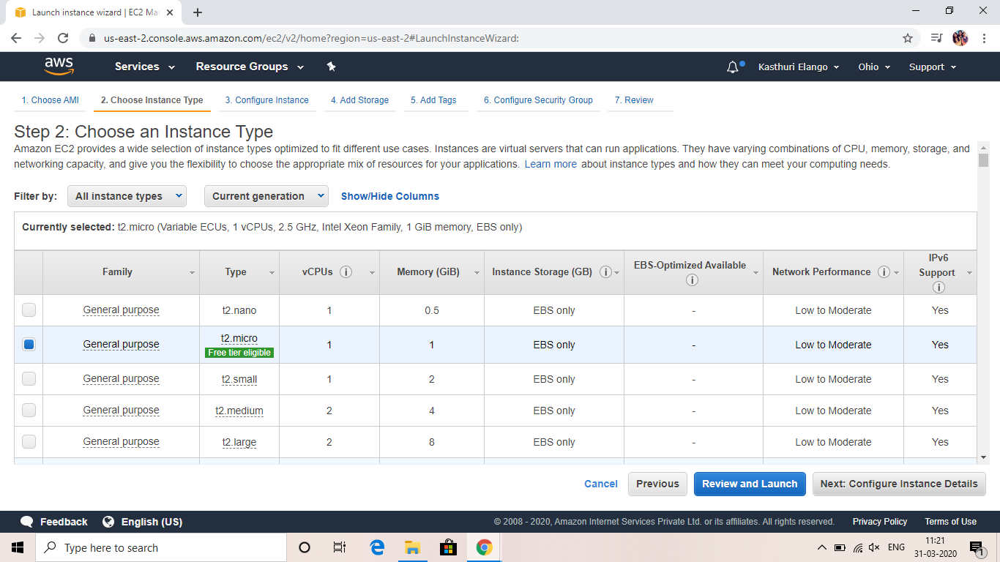 Launch instance wizard | EC2 Ma
us-east-2.console.aws.amazon.com/ec2/v2/home?region=us-east-2#LaunchInstanceWizard:
aws Services Resource Groups Kasthuri Elango Ohio Support
1. Choose AMI 2. Choose Instance Type 3. Configure Instance 4. Add Storage 5. Add Tags 6. Configure Security Group 7. Review
Step 2: Choose an Instance Type
Amazon EC2 provides a wide selection of instance types optimized to fit different use cases. Instances are virtual servers that can run applications. They have varying combinations of CPU, memory, storage, and
networking capacity, and give you the flexibility to choose the appropriate mix of resources for your applications. Learn more about instance types and how they can meet your computing needs.
Filter by: All instance types Current generation Show/Hide Columns
Currently selected: t2.micro (Variable ECUs, 1 vCPUs, 2.5 GHz, Intel Xeon Family, 1 GiB memory, EBS only)
Family Type vCPUs i Memory (GiB) Instance Storage (GB) i EBS-Optimized Available i Network Performance i IPv6 Support i
General purpose t2.nano 1 0.5 EBS only - Low to Moderate Yes
General purpose t2.micro 1 1 EBS only - Low to Moderate Yes
Free tier eligible
General purpose t2.small 1 2 EBS only - Low to Moderate Yes
General purpose t2.medium 2 4 EBS only - Low to Moderate Yes
General purpose t2.large 2 8 EBS only - Low to Moderate Yes
Cancel Previous Review and Launch Next: Configure Instance Details
Feedback English (US) © 2008 - 2020, Amazon Internet Services Private Ltd. or its affiliates. All rights reserved. Privacy Policy Terms of Use
Type here to search ENG 11:21
31-03-2020 1